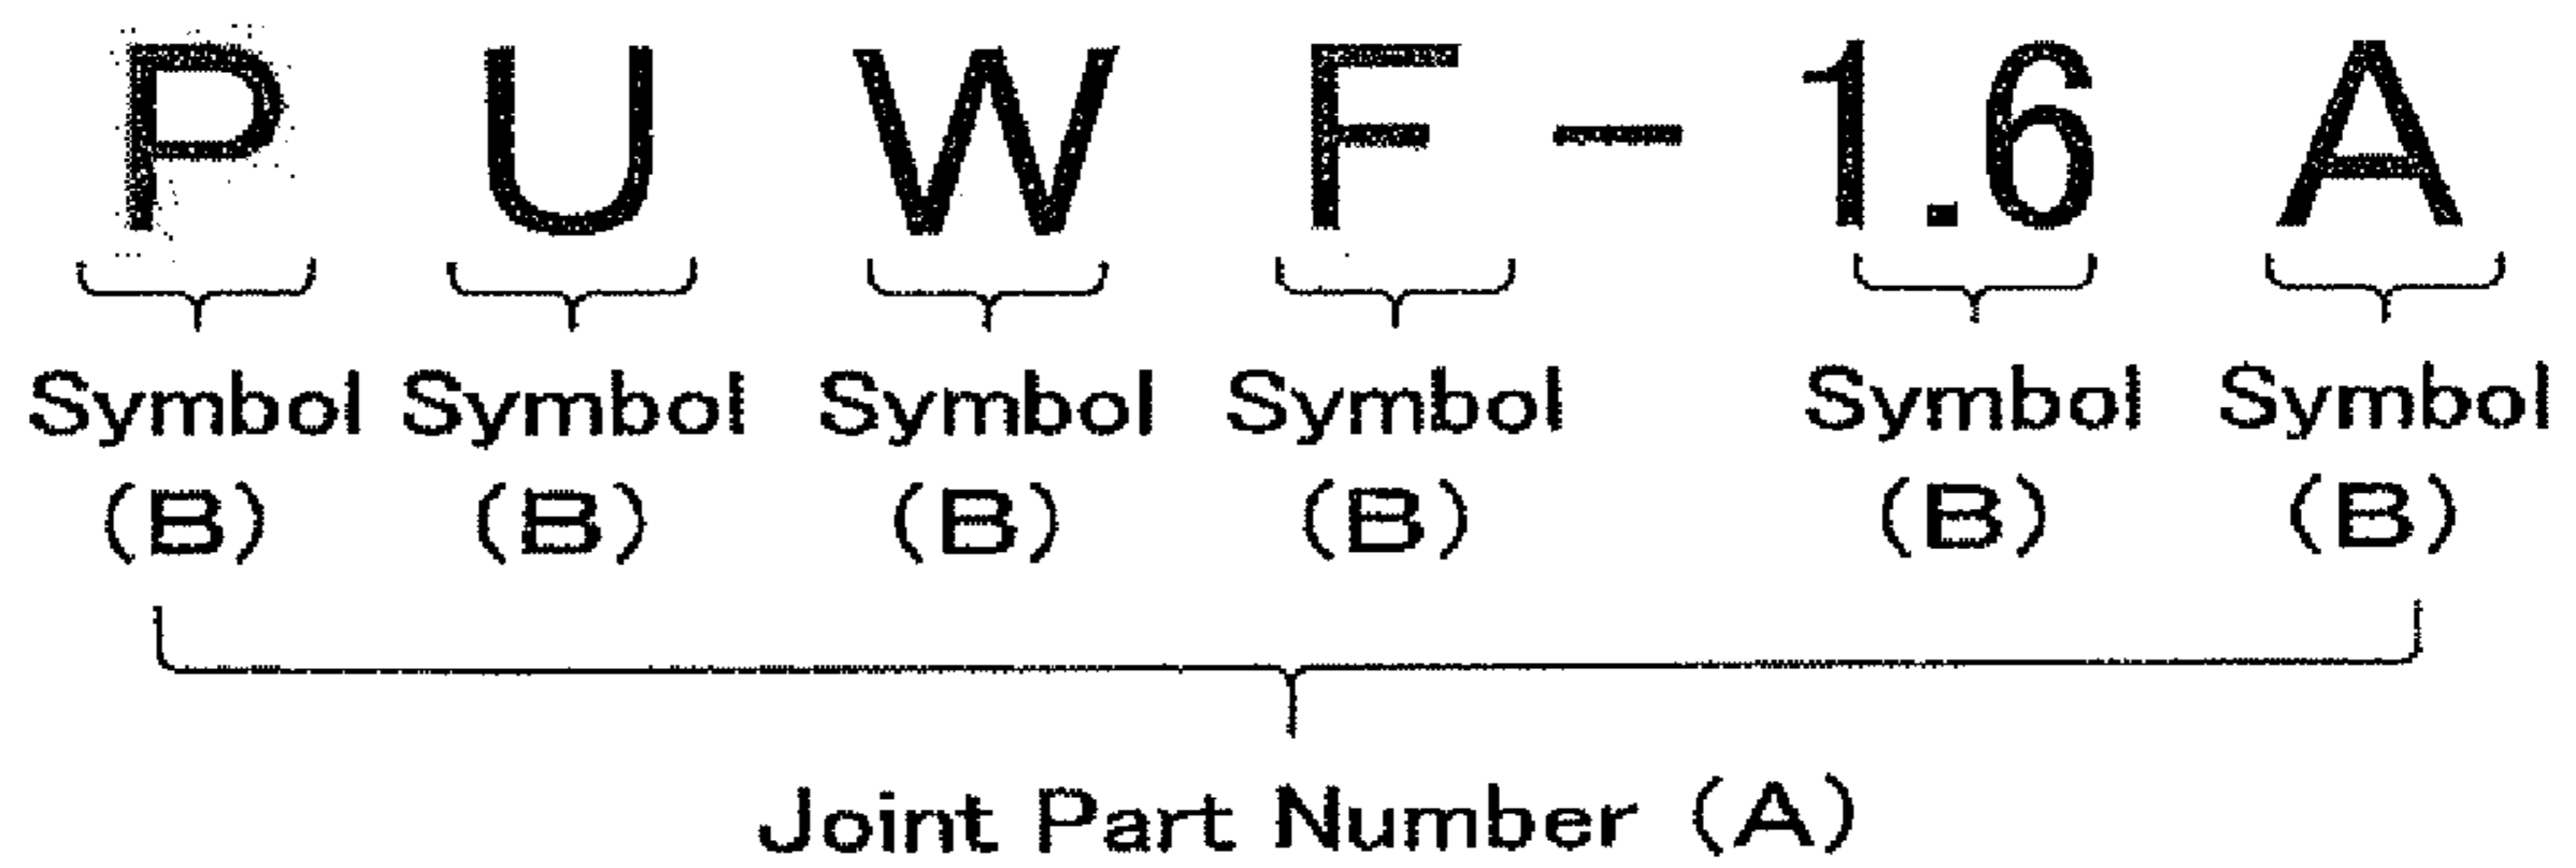 P U W F - 1.6 A
Symbol Symbol Symbol Symbol Symbol Symbol
(B) (B) (B) (B) (B) (B)
Joint Part Number (A)